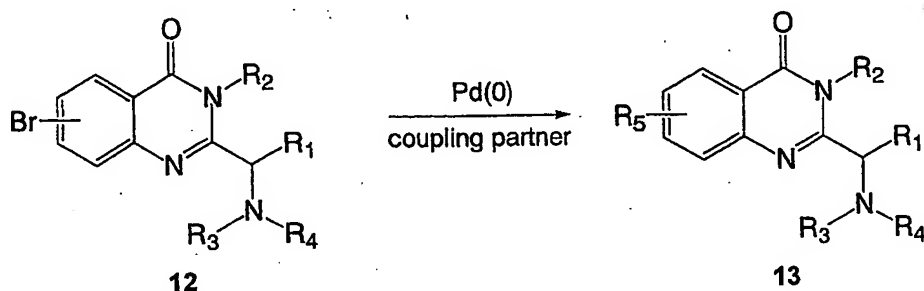 O
R₂
N
Br
N
R₁
N
R₃
R₄
12
Pd(0)
coupling partner
O
R₂
N
R₅
N
R₁
N
R₃
R₄
13